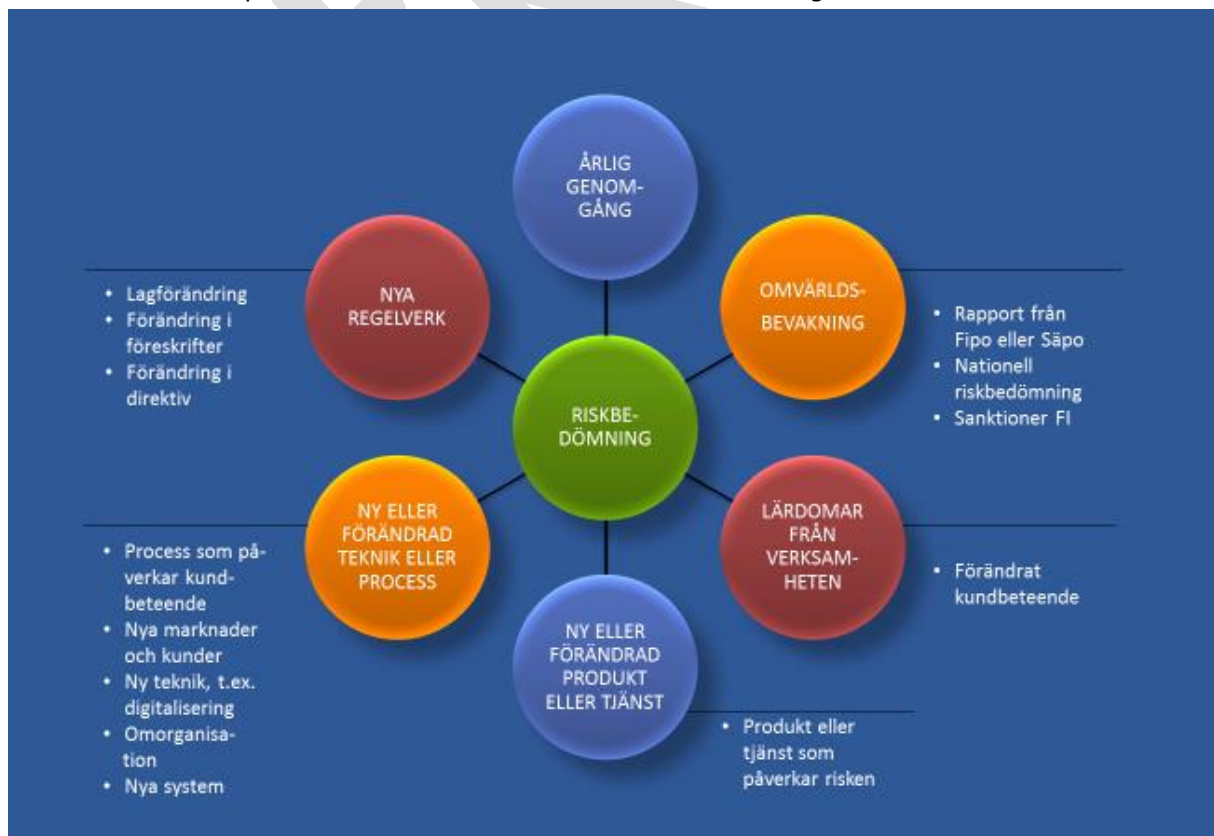 ÅRLIG
GENOM-
GÅNG
NYA
REGELVERK
• Lagförändring
• Förändring i
föreskrifter
• Förändring i
direktiv
OMVÄRLDS-
BEVAKNING
• Rapport från
Fipo eller Säpo
• Nationell
riskbedömning
• Sanktioner FI
RISKBE-
DÖMNING
NY ELLER
FÖRÄNDRAD
TEKNIK ELLER
PROCESS
• Process som på-
verkar kund-
beteende
• Nya marknader
och kunder
• Ny teknik, t.ex.
digitalisering
• Omorganisa-
tion
• Nya system
LÄRDOMAR
FRÅN
VERKSAM-
HETEN
• Förändrat
kundbeteende
NY ELLER
FÖRÄNDRAD
PRODUKT
ELLER TJÄNST
• Produkt eller
tjänst som
påverkar risken